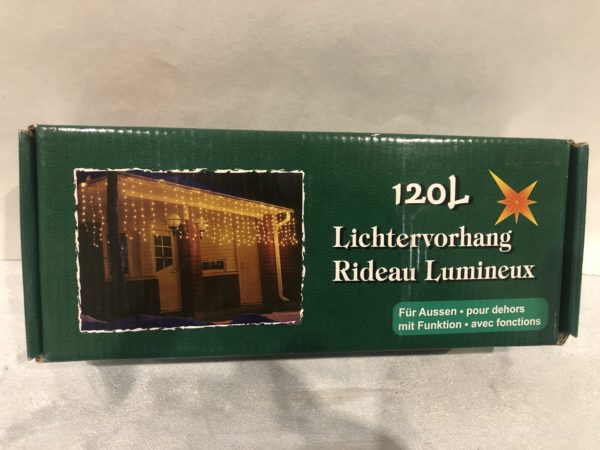 120L
Lichtervorhang
Rideau Lumineux
Für Aussen • pour dehors
mit Funktion • avec fonctions